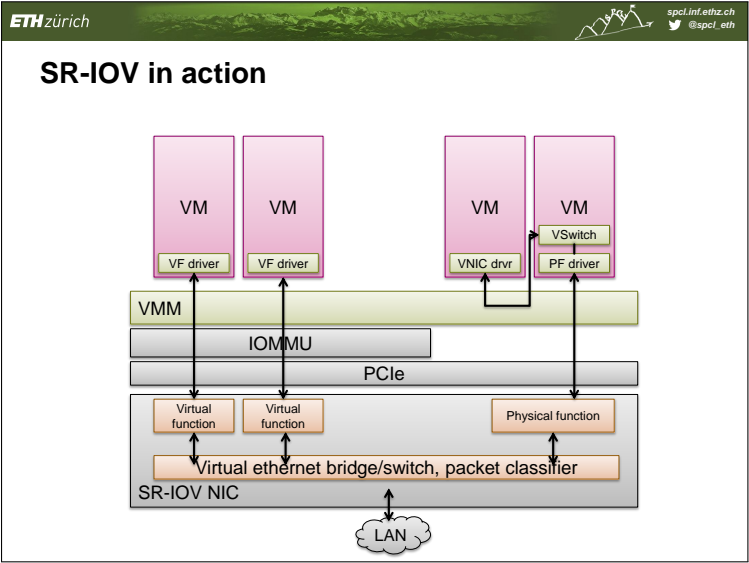 ETH zürich
spcl.inf.ethz.ch
@spcl_eth
SR-IOV in action
VM
VM
VM
VM
VSwitch
VF driver
VF driver
VNIC drvr
PF driver
VMM
IOMMU
PCIe
Virtual
function
Virtual
function
Physical function
Virtual ethernet bridge/switch, packet classifier
SR-IOV NIC
LAN